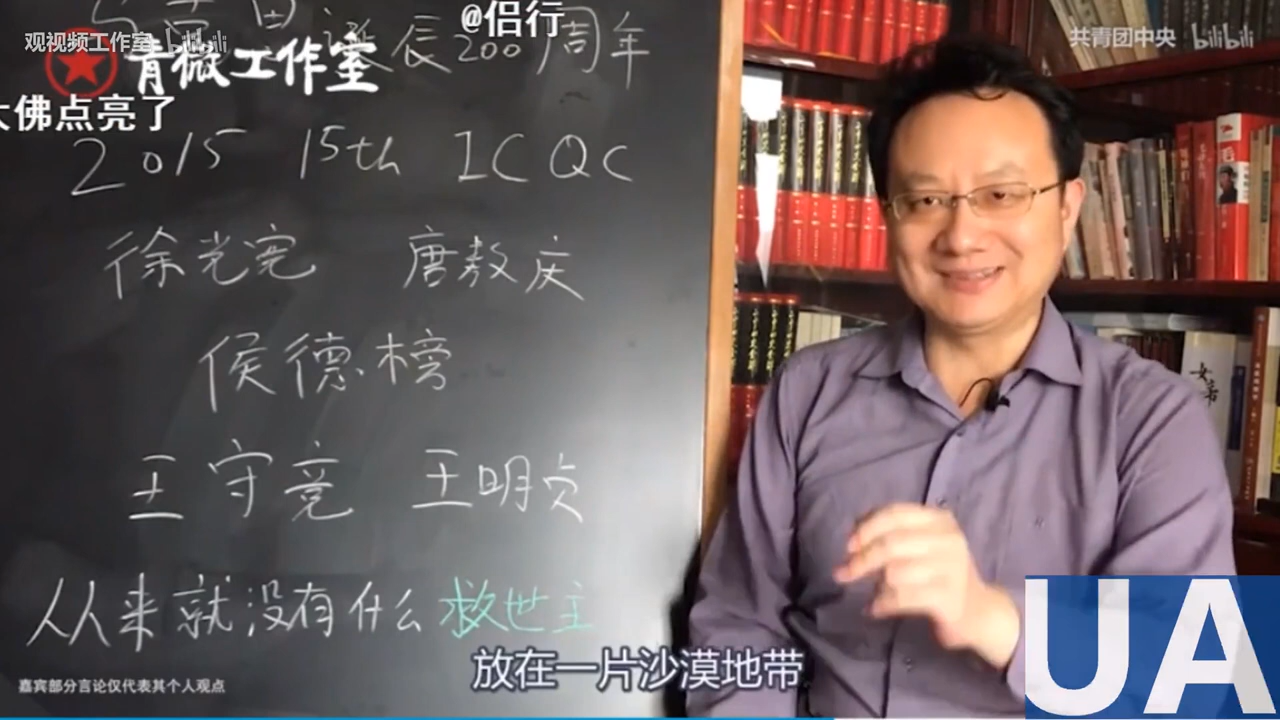 观视频工作室 bilibili
@侣行
共青团中央 bilibili
诞辰200周年
青微工作室
大佛点亮了
2015 15th ICQC
徐光宪 唐敖庆
侯德榜
王守竞 王明贞
从来就没有什么救世主
毛
女帝
放在一片沙漠地带
嘉宾部分言论仅代表其个人观点
UA